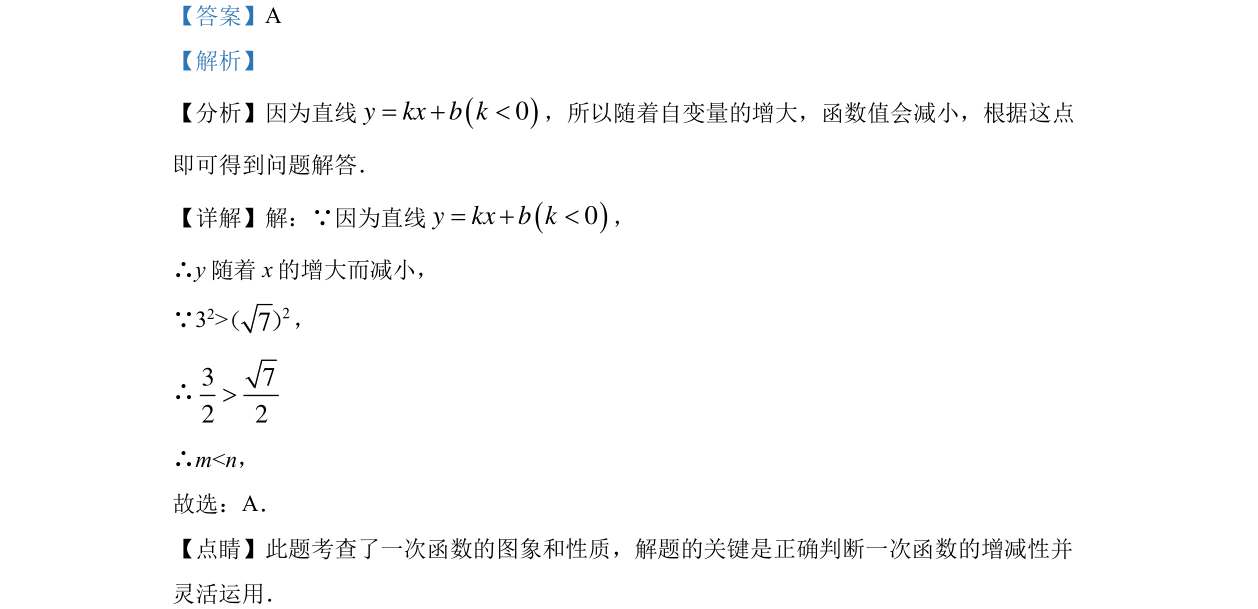 【答案】A
【解析】
【分析】因为直线 y = kx + b(k < 0)，所以随着自变量的增大，函数值会减小，根据这点
即可得到问题解答．
【详解】解：∵因为直线 y = kx + b(k < 0)，
∴y 随着 x 的增大而减小，
∵3²>(√7)²，
∴3/2 > √7/2
∴m<n，
故选：A．
【点睛】此题考查了一次函数的图象和性质，解题的关键是正确判断一次函数的增减性并
灵活运用．